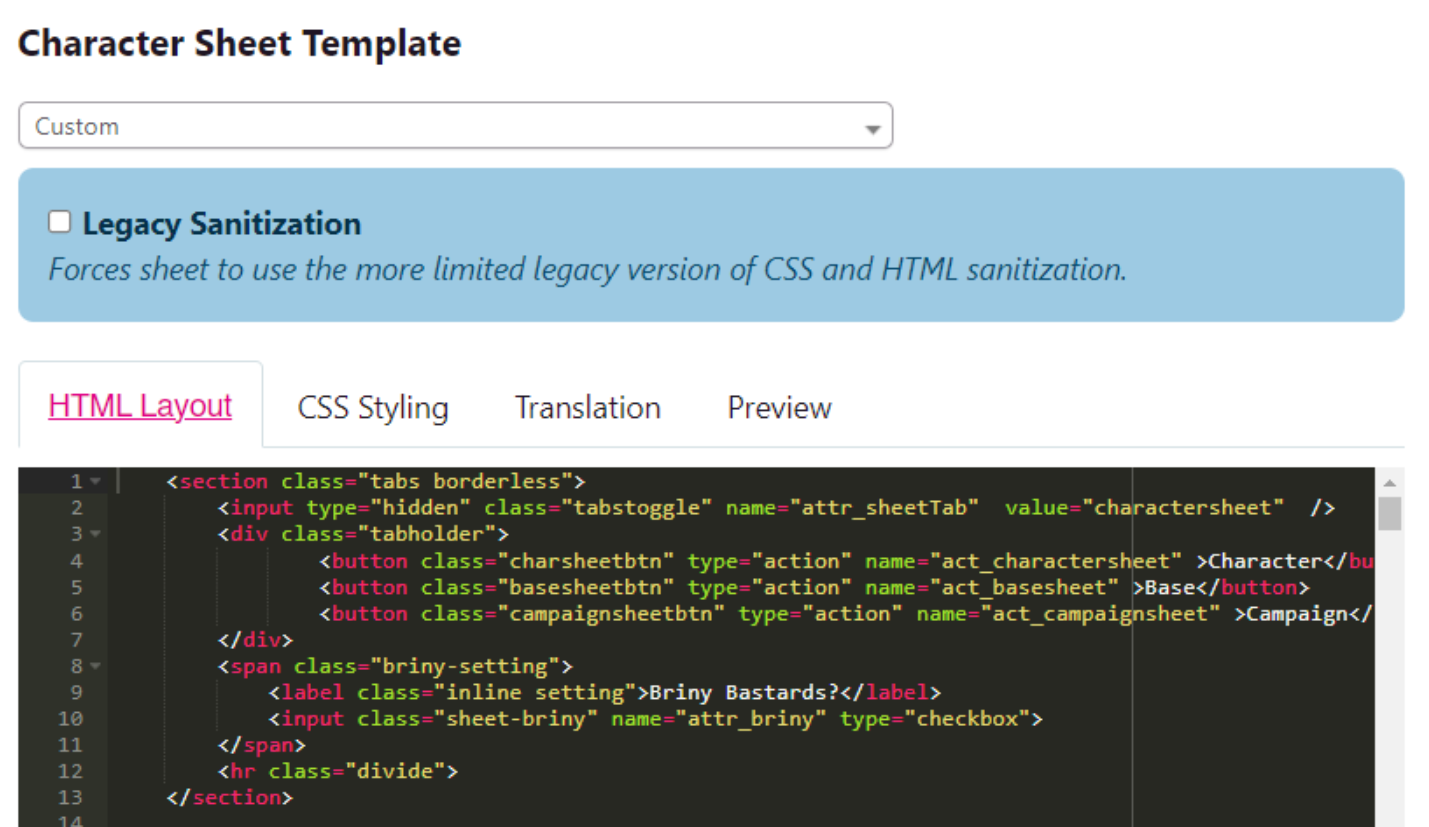 Character Sheet Template
Custom
Legacy Sanitization
Forces sheet to use the more limited legacy version of CSS and HTML sanitization.
HTML Layout CSS Styling Translation Preview
1 <section class="tabs borderless">
2 <input type="hidden" class="tabstoggle" name="attr_sheetTab" value="charactersheet" />
3 <div class="tabholder">
4 <button class="charsheetbtn" type="action" name="act_charactersheet" >Character</bu
5 <button class="basesheetbtn" type="action" name="act_basesheet" >Base</button>
6 <button class="campaignsheetbtn" type="action" name="act_campaignsheet" >Campaign</
7 </div>
8 <span class="briny-setting">
9 <label class="inline setting">Briny Bastards?</label>
10 <input class="sheet-briny" name="attr_briny" type="checkbox">
11 </span>
12 <hr class="divide">
13 </section>
14